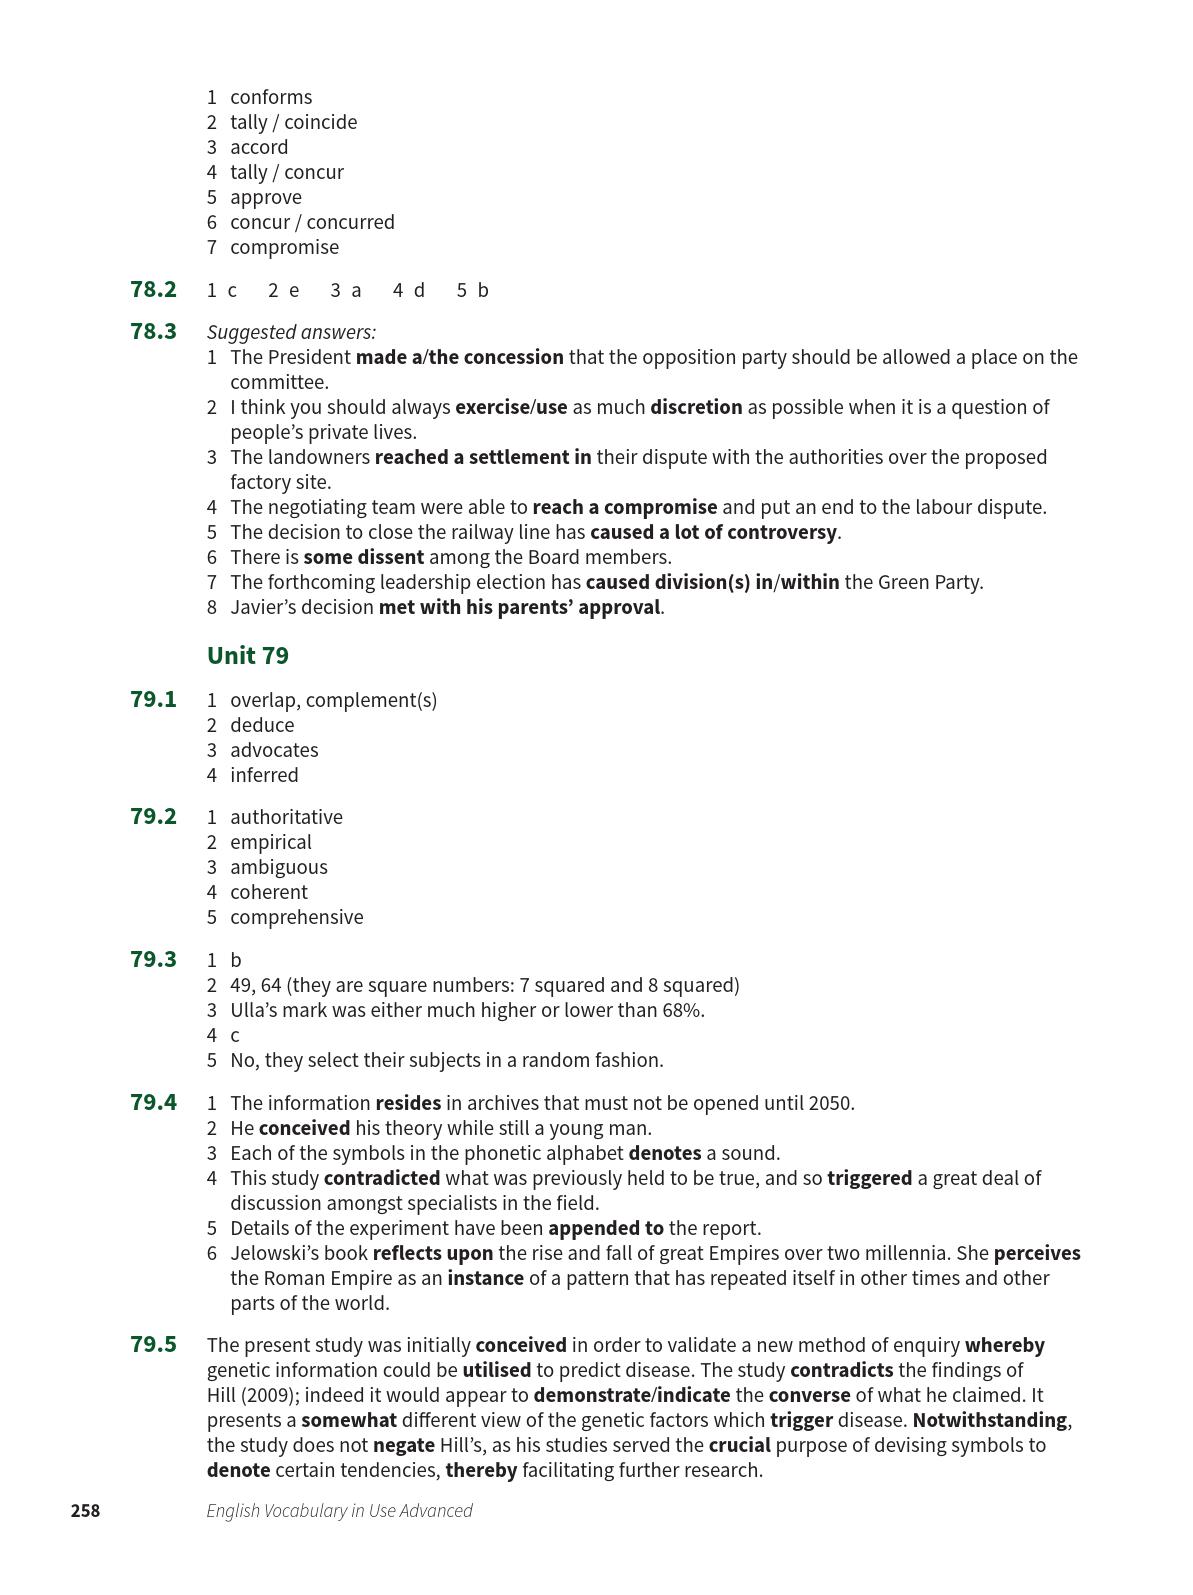 1 conforms
2 tally / coincide
3 accord
4 tally / concur
5 approve
6 concur / concurred
7 compromise
78.2 1 c 2 e 3 a 4 d 5 b
78.3 Suggested answers:
1 The President made a/the concession that the opposition party should be allowed a place on the
committee.
2 I think you should always exercise/use as much discretion as possible when it is a question of
people’s private lives.
3 The landowners reached a settlement in their dispute with the authorities over the proposed
factory site.
4 The negotiating team were able to reach a compromise and put an end to the labour dispute.
5 The decision to close the railway line has caused a lot of controversy.
6 There is some dissent among the Board members.
7 The forthcoming leadership election has caused division(s) in/within the Green Party.
8 Javier’s decision met with his parents’ approval.
Unit 79
79.1 1 overlap, complement(s)
2 deduce
3 advocates
4 inferred
79.2 1 authoritative
2 empirical
3 ambiguous
4 coherent
5 comprehensive
79.3 1 b
2 49, 64 (they are square numbers: 7 squared and 8 squared)
3 Ulla’s mark was either much higher or lower than 68%.
4 c
5 No, they select their subjects in a random fashion.
79.4 1 The information resides in archives that must not be opened until 2050.
2 He conceived his theory while still a young man.
3 Each of the symbols in the phonetic alphabet denotes a sound.
4 This study contradicted what was previously held to be true, and so triggered a great deal of
discussion amongst specialists in the field.
5 Details of the experiment have been appended to the report.
6 Jelowski’s book reflects upon the rise and fall of great Empires over two millennia. She perceives
the Roman Empire as an instance of a pattern that has repeated itself in other times and other
parts of the world.
79.5 The present study was initially conceived in order to validate a new method of enquiry whereby
genetic information could be utilised to predict disease. The study contradicts the findings of
Hill (2009); indeed it would appear to demonstrate/indicate the converse of what he claimed. It
presents a somewhat different view of the genetic factors which trigger disease. Notwithstanding,
the study does not negate Hill’s, as his studies served the crucial purpose of devising symbols to
denote certain tendencies, thereby facilitating further research.
258 English Vocabulary in Use Advanced